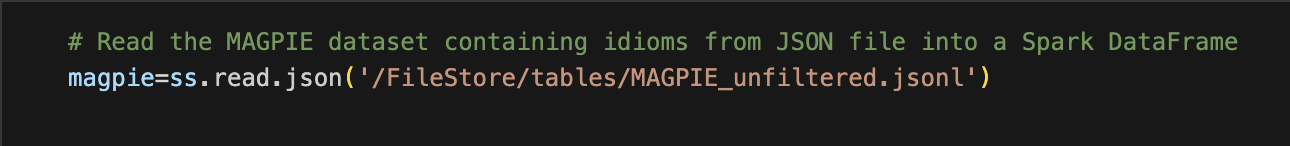 # Read the MAGPIE dataset containing idioms from JSON file into a Spark DataFrame
magpie=ss.read.json('/FileStore/tables/MAGPIE_unfiltered.jsonl')